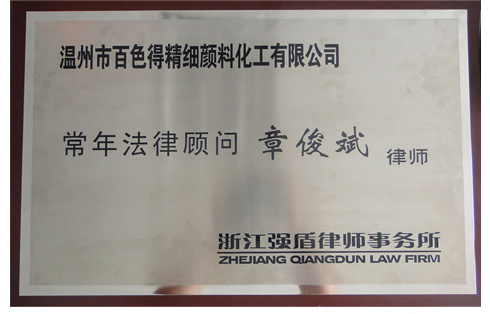 温州市百色得精细颜料化工有限公司
常年法律顾问 章俊斌 律师
浙江强盾律师事务所
ZHEJIANG QIANGDUN LAW FIRM